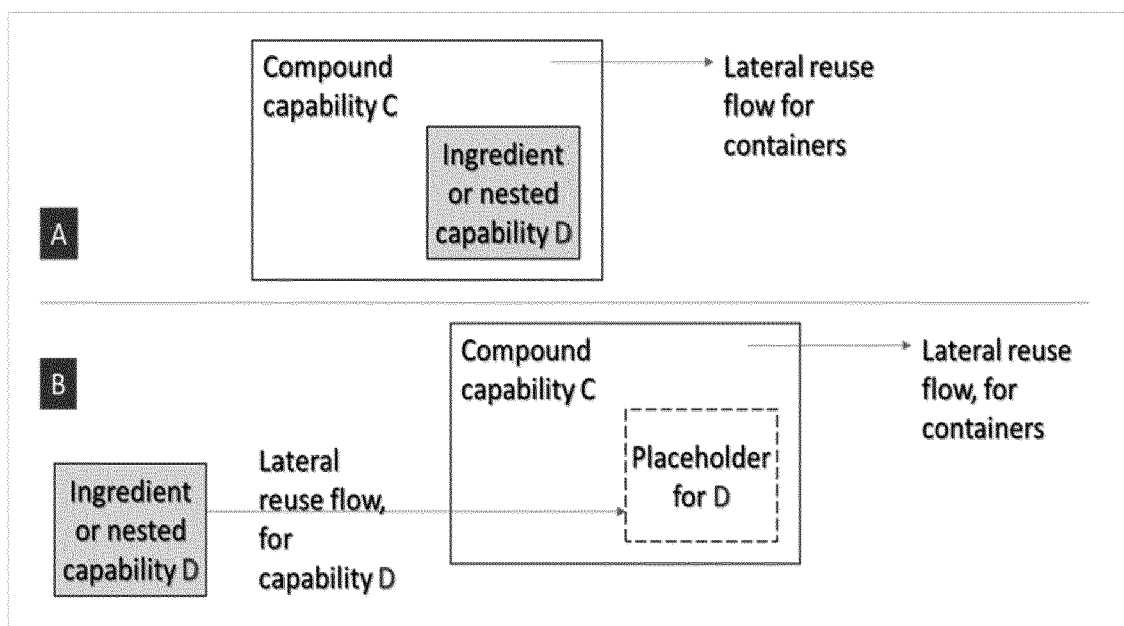 Compound
capability C
Lateral reuse
flow for
containers
Ingredient
or nested
capability D
A
Compound
capability C
Lateral reuse
flow, for
containers
B
Placeholder
for D
Lateral
reuse flow,
for
capability D
Ingredient
or nested
capability D